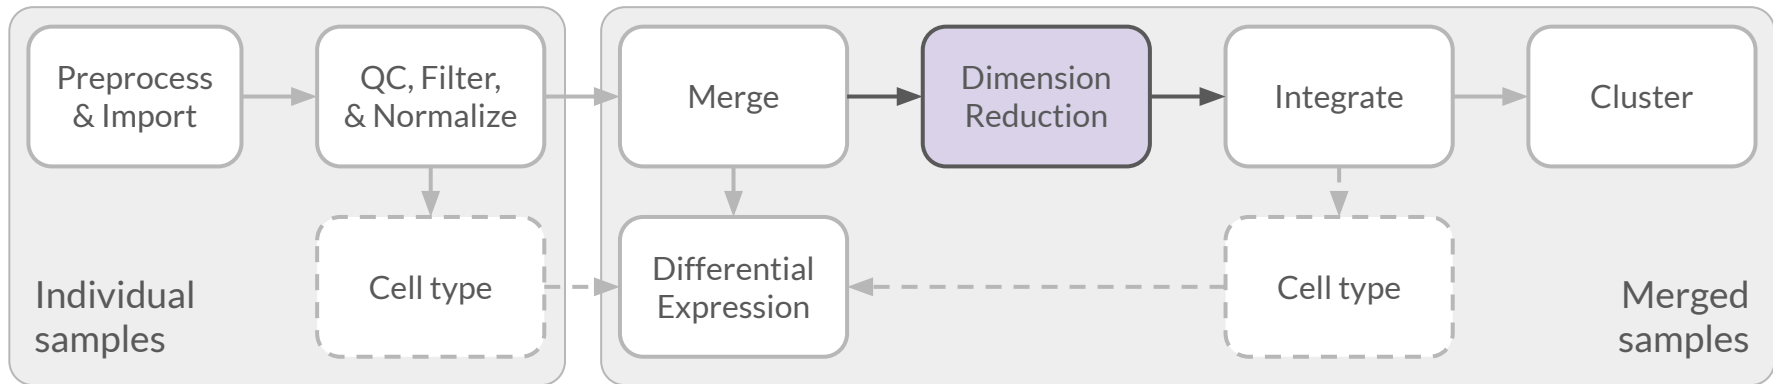 Preprocess
& Import
QC, Filter,
& Normalize
Merge
Dimension
Reduction
Integrate
Cluster
Cell type
Differential
Expression
Cell type
Individual
samples
Merged
samples